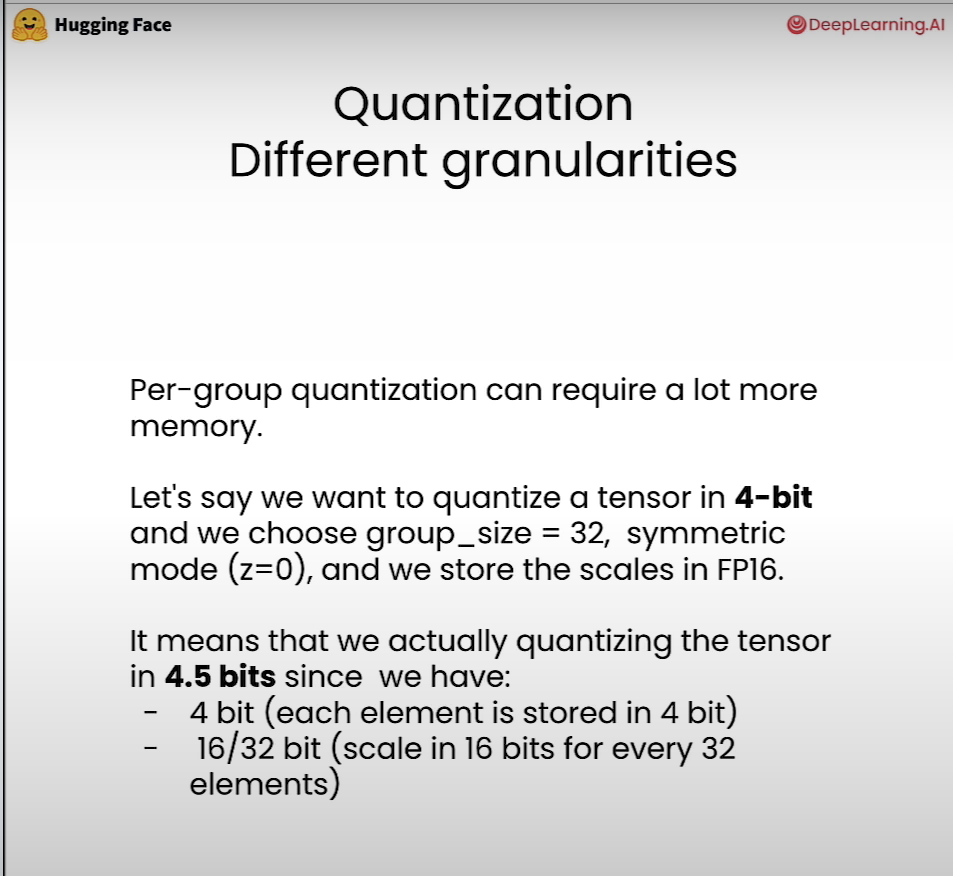 Hugging Face
DeepLearning.AI
Quantization
Different granularities
Per-group quantization can require a lot more
memory.
Let's say we want to quantize a tensor in 4-bit
and we choose group_size = 32, symmetric
mode (z=0), and we store the scales in FP16.
It means that we actually quantizing the tensor
in 4.5 bits since we have:
- 4 bit (each element is stored in 4 bit)
- 16/32 bit (scale in 16 bits for every 32
elements)